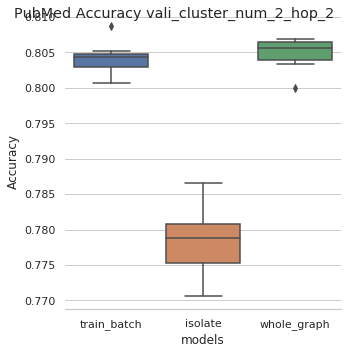 PubMed Accuracy vali_cluster_num_2_hop_2
0.810
0.805
0.800
0.795
0.790
0.785
0.780
0.775
0.770
Accuracy
train_batch isolate whole_graph
models